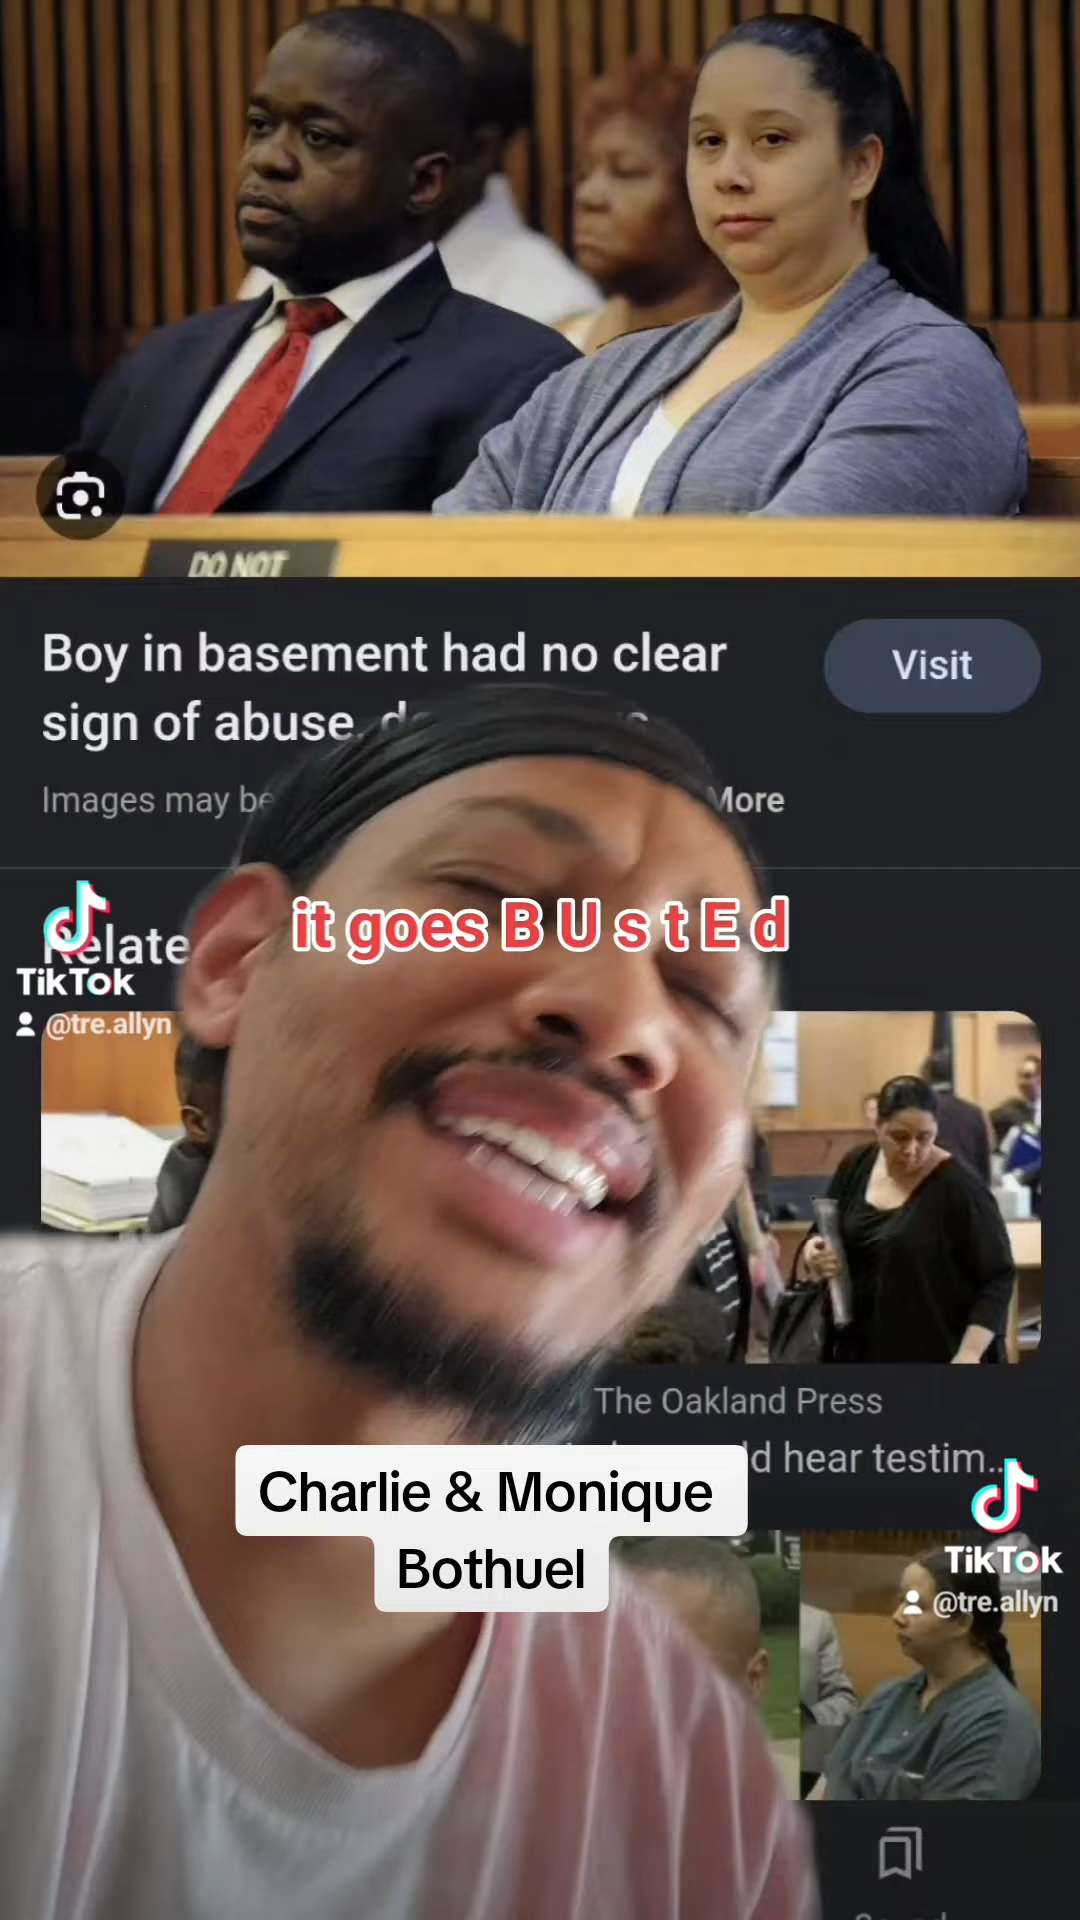 DO NOT
Boy in basement had no clear
sign of abuse,
Visit
Images may be
More
it goes B U s t E d
Relate
TikTok
@tre.allyn
The Oakland Press
hear testim...
Charlie & Monique
Bothuel
TikTok
@tre.allyn